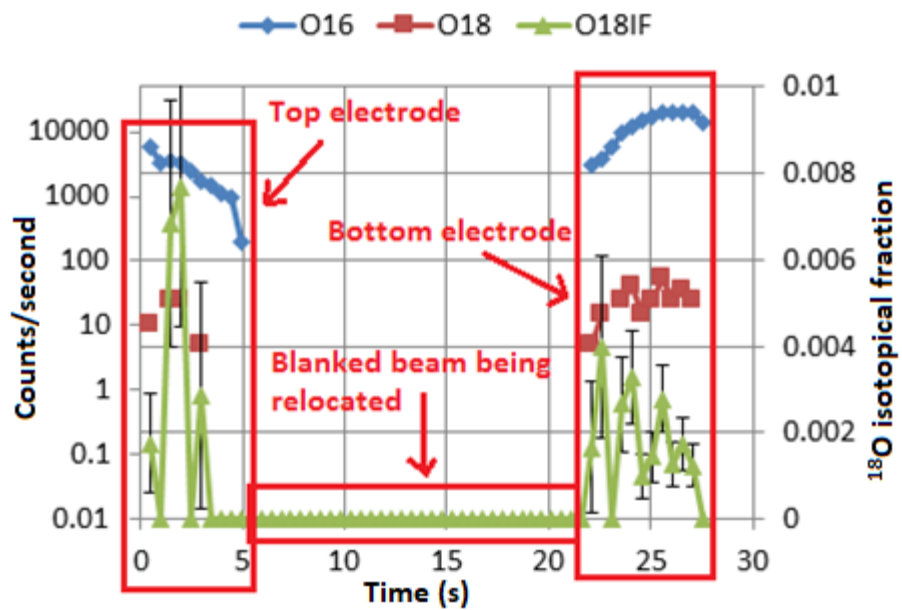 O16 O18 O18IF
Top electrode
Bottom electrode
Blanked beam being
relocated
Counts/second
10000
1000
100
10
1
0.1
0.01
0.01
0.008
0.006
0.004
0.002
0
¹⁸O isotopical fraction
0 5 10 15 20 25 30
Time (s)